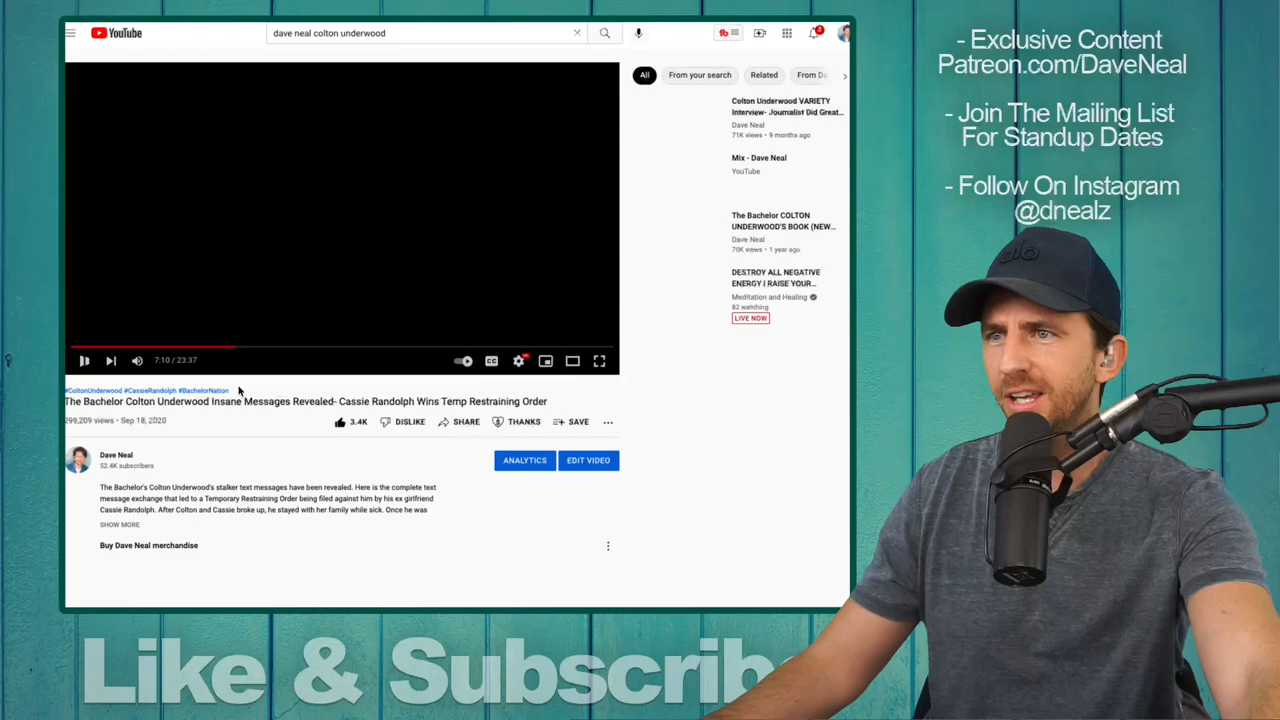 YouTube
dave neal colton underwood
3
All
From your search
Related
From Da
Colton Underwood VARIETY
Interview- Journalist Did Great...
Dave Neal
71K views • 9 months ago
Mix - Dave Neal
YouTube
The Bachelor COLTON
UNDERWOOD'S BOOK (NEW...
Dave Neal
70K views • 1 year ago
DESTROY ALL NEGATIVE
ENERGY I RAISE YOUR...
Meditation and Healing
82 watching
LIVE NOW
7:10 / 23:37
#ColtonUnderwood #CassieRandolph #BachelorNation
The Bachelor Colton Underwood Insane Messages Revealed- Cassie Randolph Wins Temp Restraining Order
299,209 views • Sep 18, 2020
3.4K
DISLIKE
SHARE
THANKS
SAVE
Dave Neal
52.4K subscribers
ANALYTICS
EDIT VIDEO
The Bachelor's Colton Underwood's stalker text messages have been revealed. Here is the complete text
message exchange that led to a Temporary Restraining Order being filed against him by his ex girlfriend
Cassie Randolph. After Colton and Cassie broke up, he stayed with her family while sick. Once he was
SHOW MORE
Buy Dave Neal merchandise
- Exclusive Content
Patreon.com/DaveNeal
- Join The Mailing List
For Standup Dates
- Follow On Instagram
@dnealz
Like & Subscrib